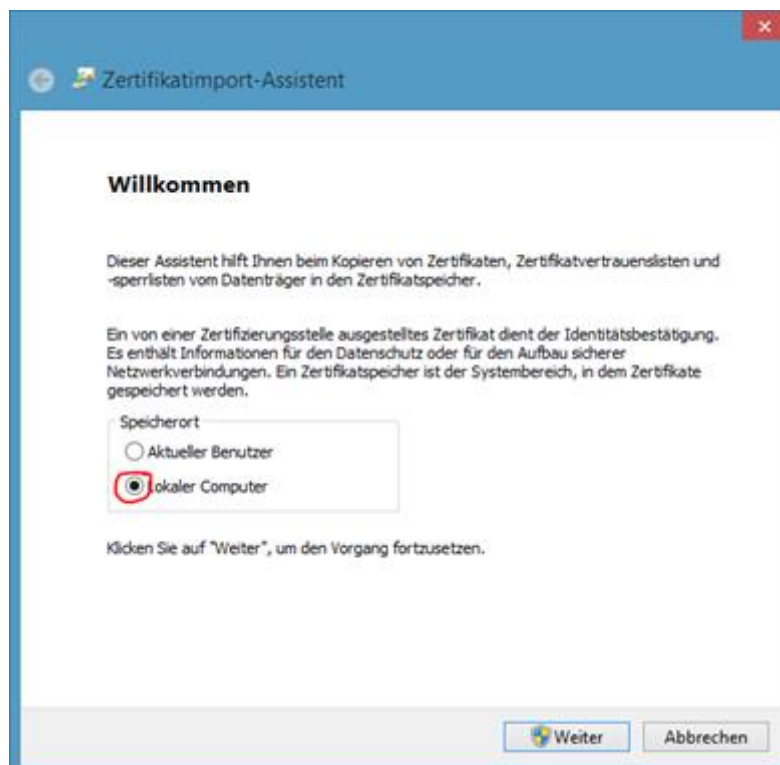 Zertifikatimport-Assistent
Willkommen
Dieser Assistent hilft Ihnen beim Kopieren von Zertifikaten, Zertifikatvertrauenslisten und
-sperrlisten vom Datenträger in den Zertifikatspeicher.
Ein von einer Zertifizierungsstelle ausgestelltes Zertifikat dient der Identitätsbestätigung.
Es enthält Informationen für den Datenschutz oder für den Aufbau sicherer
Netzwerkverbindungen. Ein Zertifikatspeicher ist der Systembereich, in dem Zertifikate
gespeichert werden.
Speicherort
Aktueller Benutzer
Lokaler Computer
Klicken Sie auf "Weiter", um den Vorgang fortzusetzen.
Weiter Abbrechen